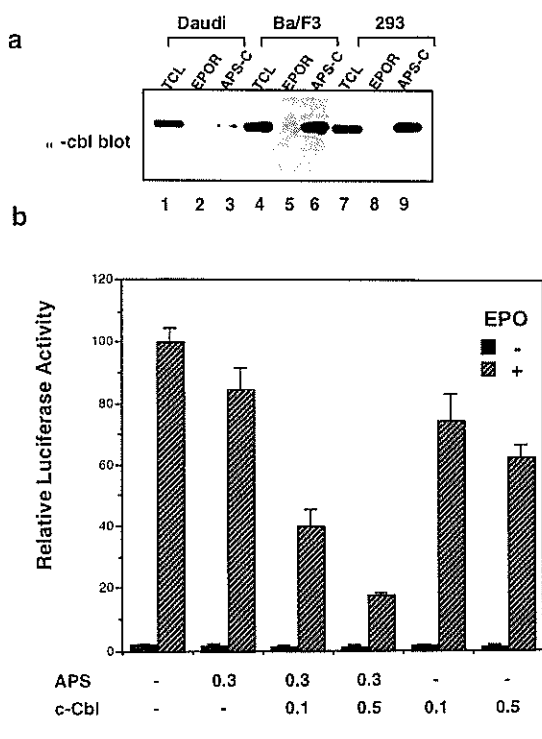 a
Daudi Ba/F3 293
TCL EPOR APS-C TCL EPOR APS-C TCL EPOR APS-C
" -cbl blot
1 2 3 4 5 6 7 8 9
b
120
100
80
60
40
20
0
Relative Luciferase Activity
EPO
-
+
APS - 0.3 0.3 0.3 - -
c-Cbl - - 0.1 0.5 0.1 0.5